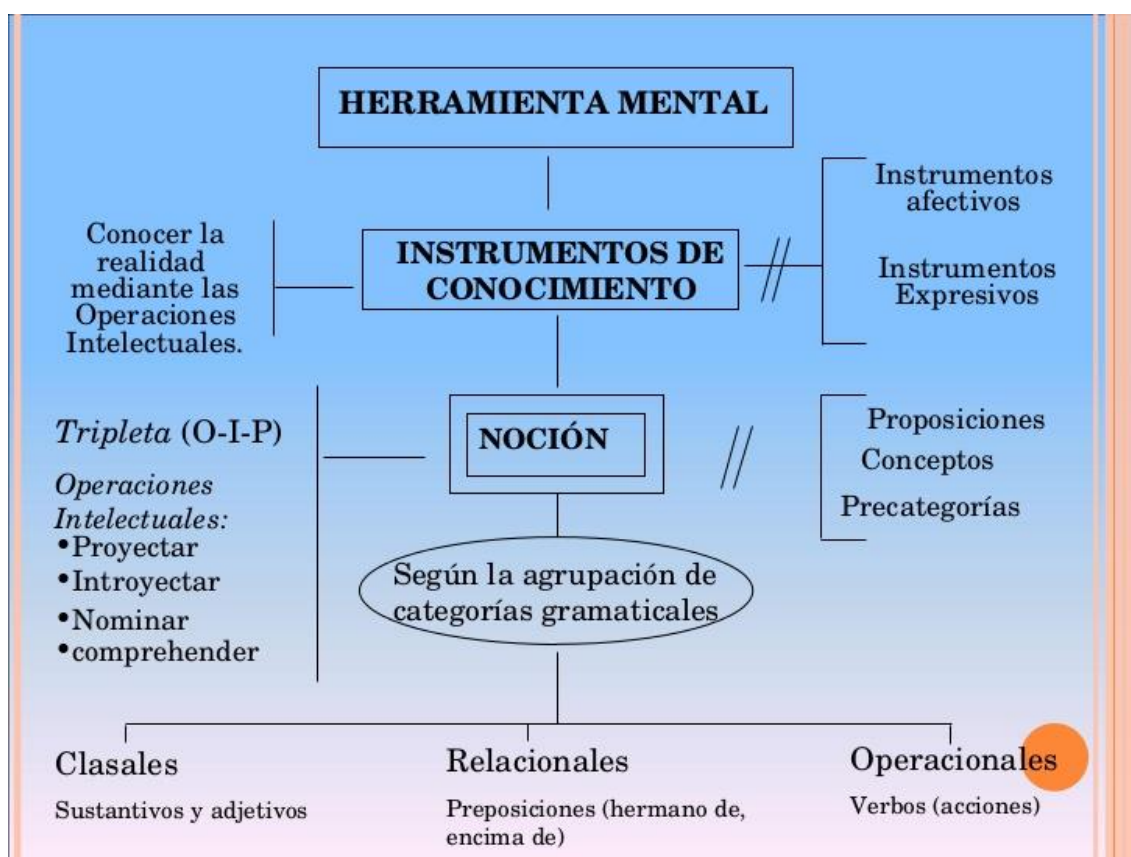 HERRAMIENTA MENTAL
Instrumentos
afectivos
Conocer la
realidad
mediante las
Operaciones
Intelectuales.
INSTRUMENTOS DE
CONOCIMIENTO
Instrumentos
Expresivos
Tripleta (O-I-P)
Operaciones
Intelectuales:
•Proyectar
•Introyectar
•Nominar
•comprehender
NOCIÓN
Proposiciones
Conceptos
Precategorías
Según la agrupación de
categorías gramaticales
Clasales
Sustantivos y adjetivos
Relacionales
Preposiciones (hermano de,
encima de)
Operacionales
Verbos (acciones)